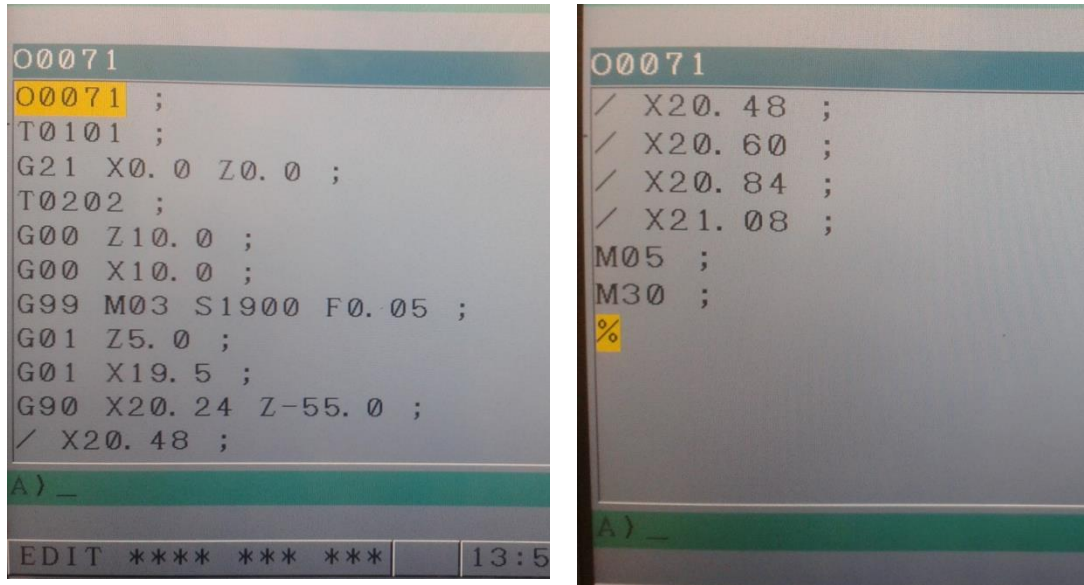 O0071
O0071 ;
T0101 ;
G21 X0.0 Z0.0 ;
T0202 ;
G00 Z10.0 ;
G00 X10.0 ;
G99 M03 S1900 F0.05 ;
G01 Z5.0 ;
G01 X19.5 ;
G90 X20.24 Z-55.0 ;
/ X20.48 ;
A)_
EDIT **** *** ***
13:5
O0071
/ X20.48 ;
/ X20.60 ;
/ X20.84 ;
/ X21.08 ;
M05 ;
M30 ;
%
A)_